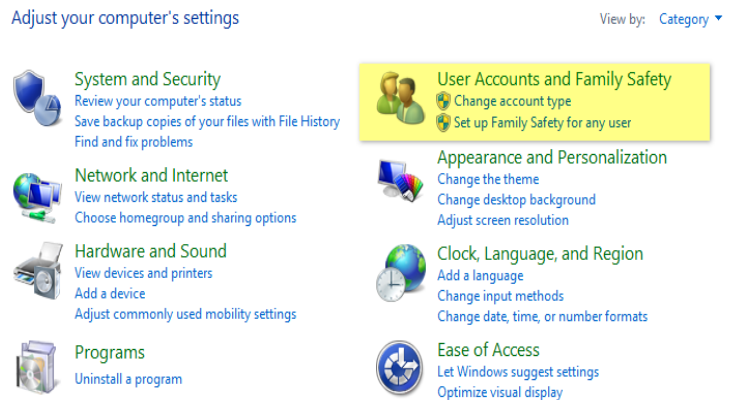 Adjust your computer's settings
View by: Category
System and Security
Review your computer's status
Save backup copies of your files with File History
Find and fix problems
Network and Internet
View network status and tasks
Choose homegroup and sharing options
Hardware and Sound
View devices and printers
Add a device
Adjust commonly used mobility settings
Programs
Uninstall a program
User Accounts and Family Safety
Change account type
Set up Family Safety for any user
Appearance and Personalization
Change the theme
Change desktop background
Adjust screen resolution
Clock, Language, and Region
Add a language
Change input methods
Change date, time, or number formats
Ease of Access
Let Windows suggest settings
Optimize visual display